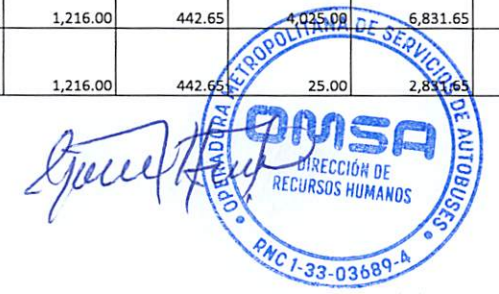 1,216.00 442.65 4,025.00 6,831.65
1,216.00 442.65 25.00 2,831.65
OPERADORA METROPOLITANA DE SERVICIOS DE AUTOBUSES
OMSA
DIRECCIÓN DE
RECURSOS HUMANOS
RNC 1-33-03689-4